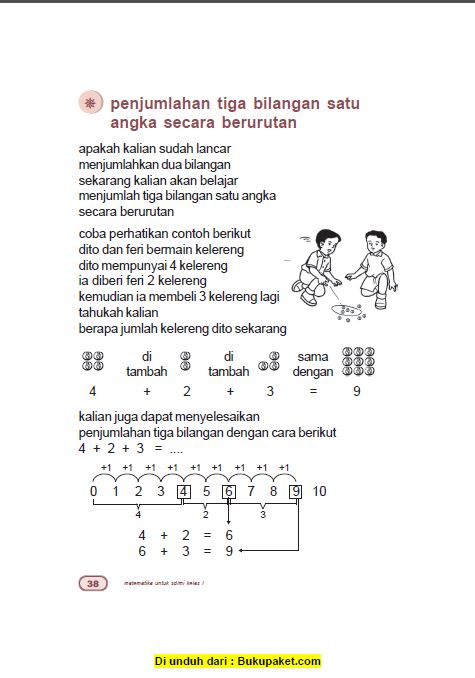 penjumlahan tiga bilangan satu
angka secara berurutan
apakah kalian sudah lancar
menjumlahkan dua bilangan
sekarang kalian akan belajar
menjumlah tiga bilangan satu angka
secara berurutan
coba perhatikan contoh berikut
dito dan feri bermain kelereng
dito mempunyai 4 kelereng
ia diberi feri 2 kelereng
kemudian ia membeli 3 kelereng lagi
tahukah kalian
berapa jumlah kelereng dito sekarang
di di sama
tambah tambah dengan
4 + 2 + 3 = 9
kalian juga dapat menyelesaikan
penjumlahan tiga bilangan dengan cara berikut
4 + 2 + 3 = ....
+1 +1 +1 +1 +1 +1 +1 +1 +1
0 1 2 3 4 5 6 7 8 9 10
4 2 3
4 + 2 = 6
6 + 3 = 9
38 matematika untuk sd/mi kelas I
Di unduh dari : Bukupaket.com